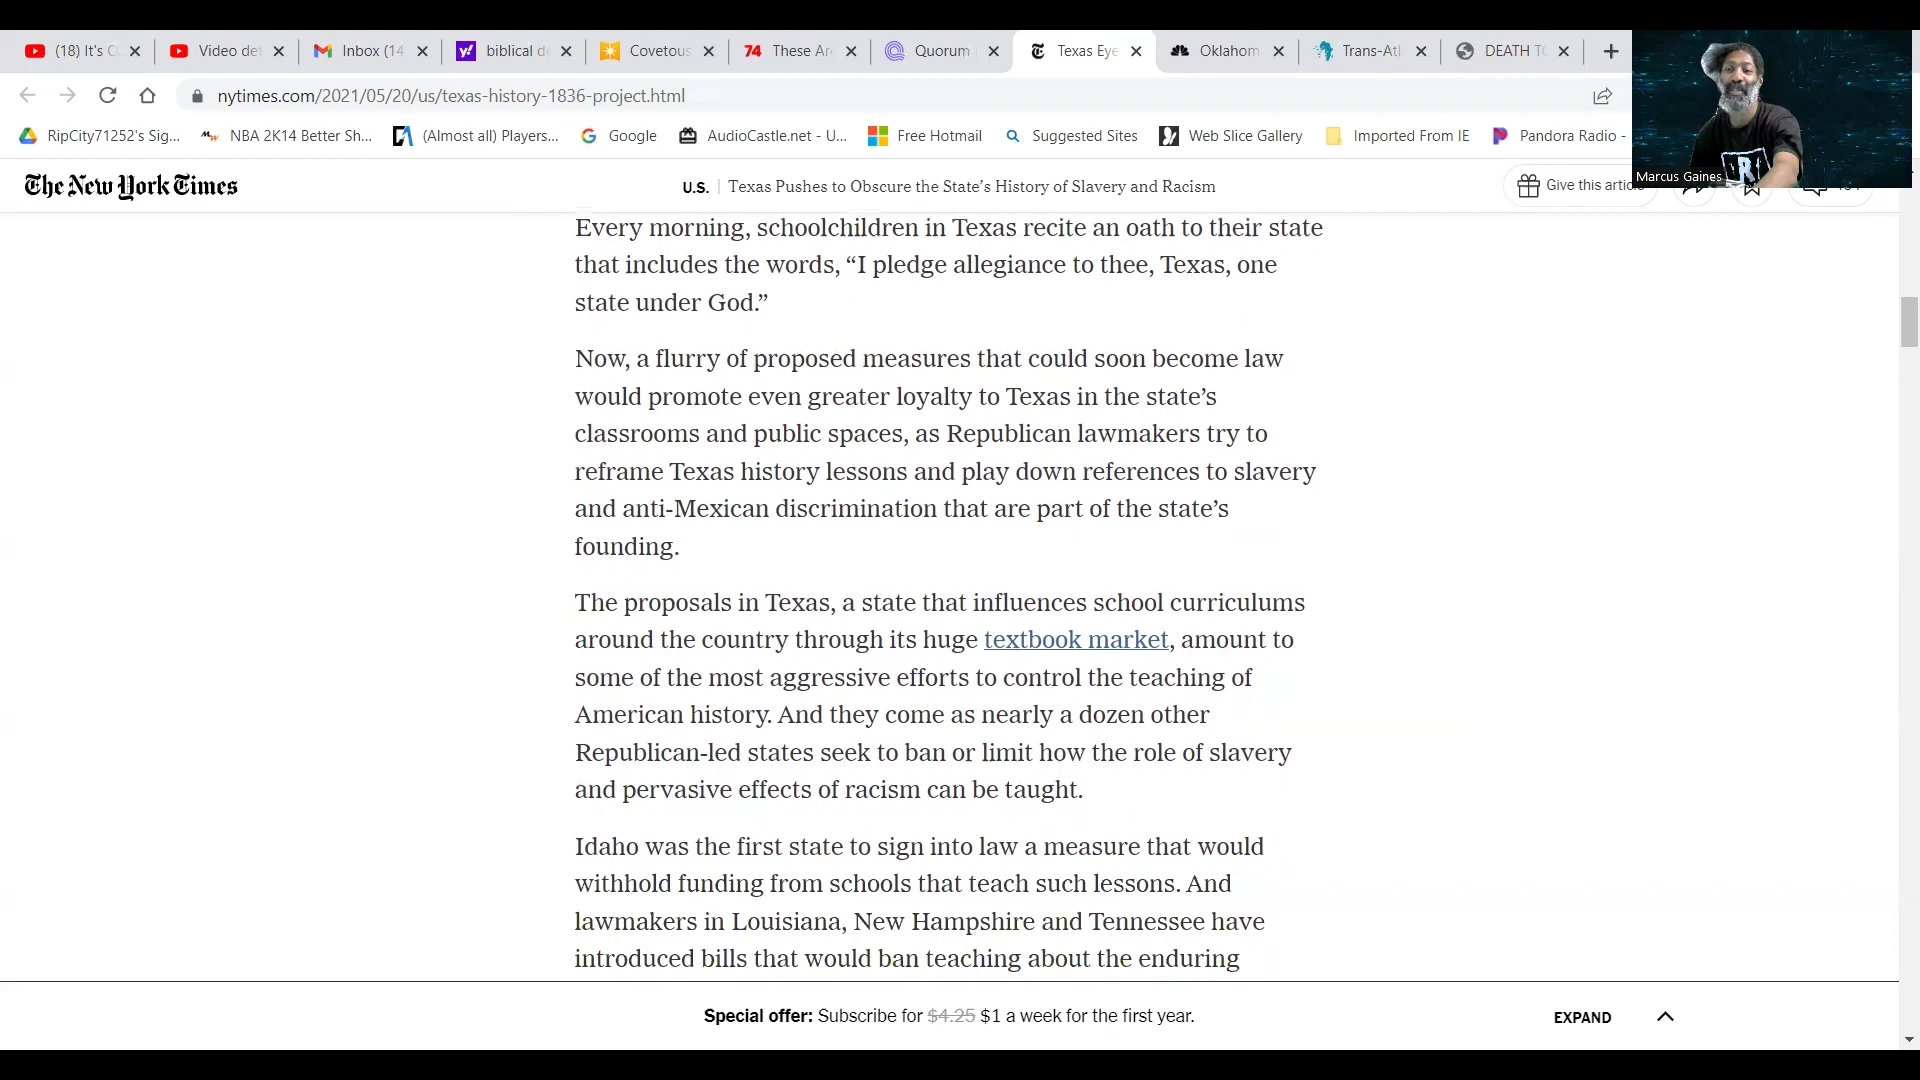 (18) It's C
Video det
Inbox (14
biblical d
Covetous
74 These Are
Quorum
Texas Eye
Oklahom
Trans-Atl
DEATH TO
nytimes.com/2021/05/20/us/texas-history-1836-project.html
RipCity71252's Sig...
NBA 2K14 Better Sh...
(Almost all) Players...
Google
AudioCastle.net - U...
Free Hotmail
Suggested Sites
Web Slice Gallery
Imported From IE
Pandora Radio -
Marcus Gaines
The New York Times
U.S. | Texas Pushes to Obscure the State's History of Slavery and Racism
Give this artic
Every morning, schoolchildren in Texas recite an oath to their state
that includes the words, “I pledge allegiance to thee, Texas, one
state under God.”
Now, a flurry of proposed measures that could soon become law
would promote even greater loyalty to Texas in the state’s
classrooms and public spaces, as Republican lawmakers try to
reframe Texas history lessons and play down references to slavery
and anti-Mexican discrimination that are part of the state’s
founding.
The proposals in Texas, a state that influences school curriculums
around the country through its huge textbook market, amount to
some of the most aggressive efforts to control the teaching of
American history. And they come as nearly a dozen other
Republican-led states seek to ban or limit how the role of slavery
and pervasive effects of racism can be taught.
Idaho was the first state to sign into law a measure that would
withhold funding from schools that teach such lessons. And
lawmakers in Louisiana, New Hampshire and Tennessee have
introduced bills that would ban teaching about the enduring
Special offer: Subscribe for $4.25 $1 a week for the first year.
EXPAND